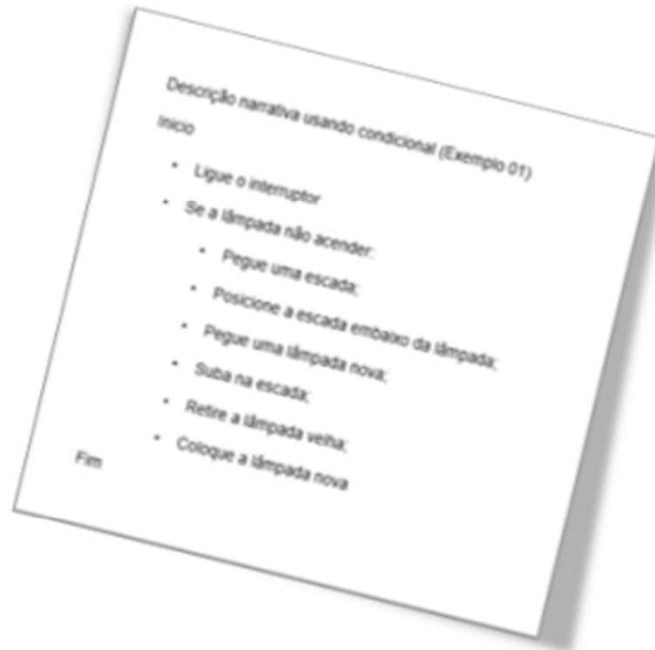 Descrição narrativa usando condicional (Exemplo 01)
Inicio
• Ligue o interruptor
• Se a lâmpada não acender:
• Pegue uma escada;
• Posicione a escada embaixo da lâmpada;
• Pegue uma lâmpada nova;
• Suba na escada;
• Retire a lâmpada velha;
• Coloque a lâmpada nova
Fim